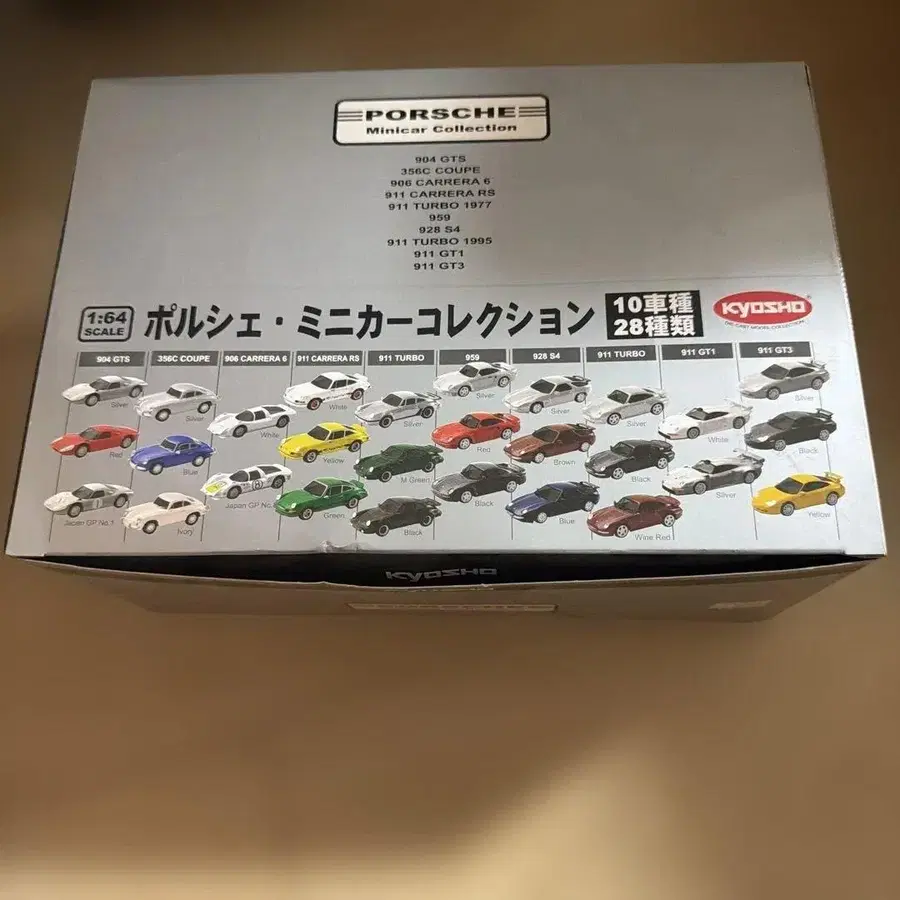 PORSCHE
Minicar Collection
904 GTS
356C COUPE
906 CARRERA 6
911 CARRERA RS
911 TURBO 1977
959
928 S4
911 TURBO 1995
911 GT1
911 GT3
1:64
SCALE
ポルシェ・ミニカーコレクション
10車種
28種類
KYOSHO
DIE-CAST MODEL COLLECTION
904 GTS 356C COUPE 906 CARRERA 6 911 CARRERA RS 911 TURBO 959 928 S4 911 TURBO 911 GT1 911 GT3
Silver Silver White White Silver Silver Silver Silver White Silver
Red Blue Japan GP No. Yellow M Green Red Brown Black Silver Black
Japan GP No.1 Ivory Green Black Black Blue Wine Red Yellow
KYOSHO